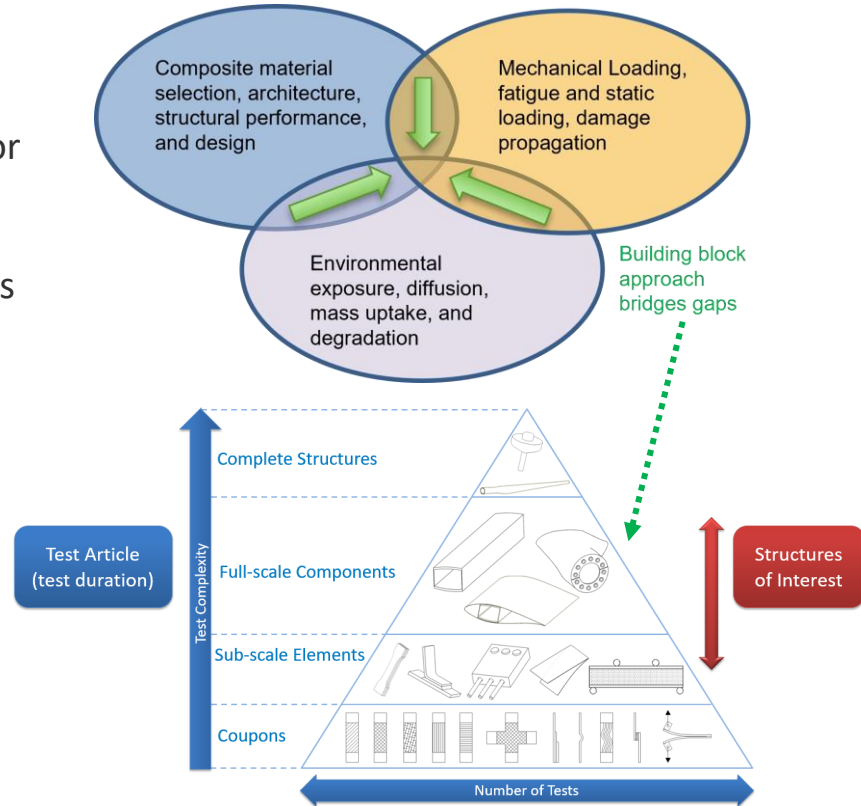 Composite material
selection, architecture,
structural performance,
and design
Mechanical Loading,
fatigue and static
loading, damage
propagation
or
s
Environmental
exposure, diffusion,
mass uptake, and
degradation
Building block
approach
bridges gaps
Complete Structures
Test Article
(test duration)
Test Complexity
Full-scale Components
Structures
of Interest
Sub-scale Elements
Coupons
Number of Tests